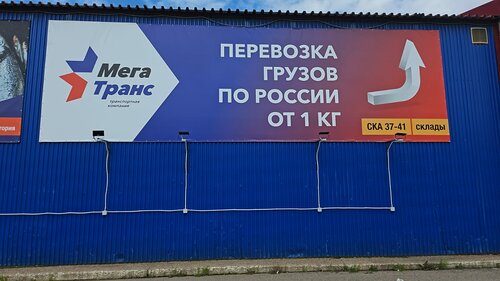 Мега
Транс
транспортная
компания
ПЕРЕВОЗКА
ГРУЗОВ
ПО РОССИИ
ОТ 1 КГ
СКА 37-41 склады